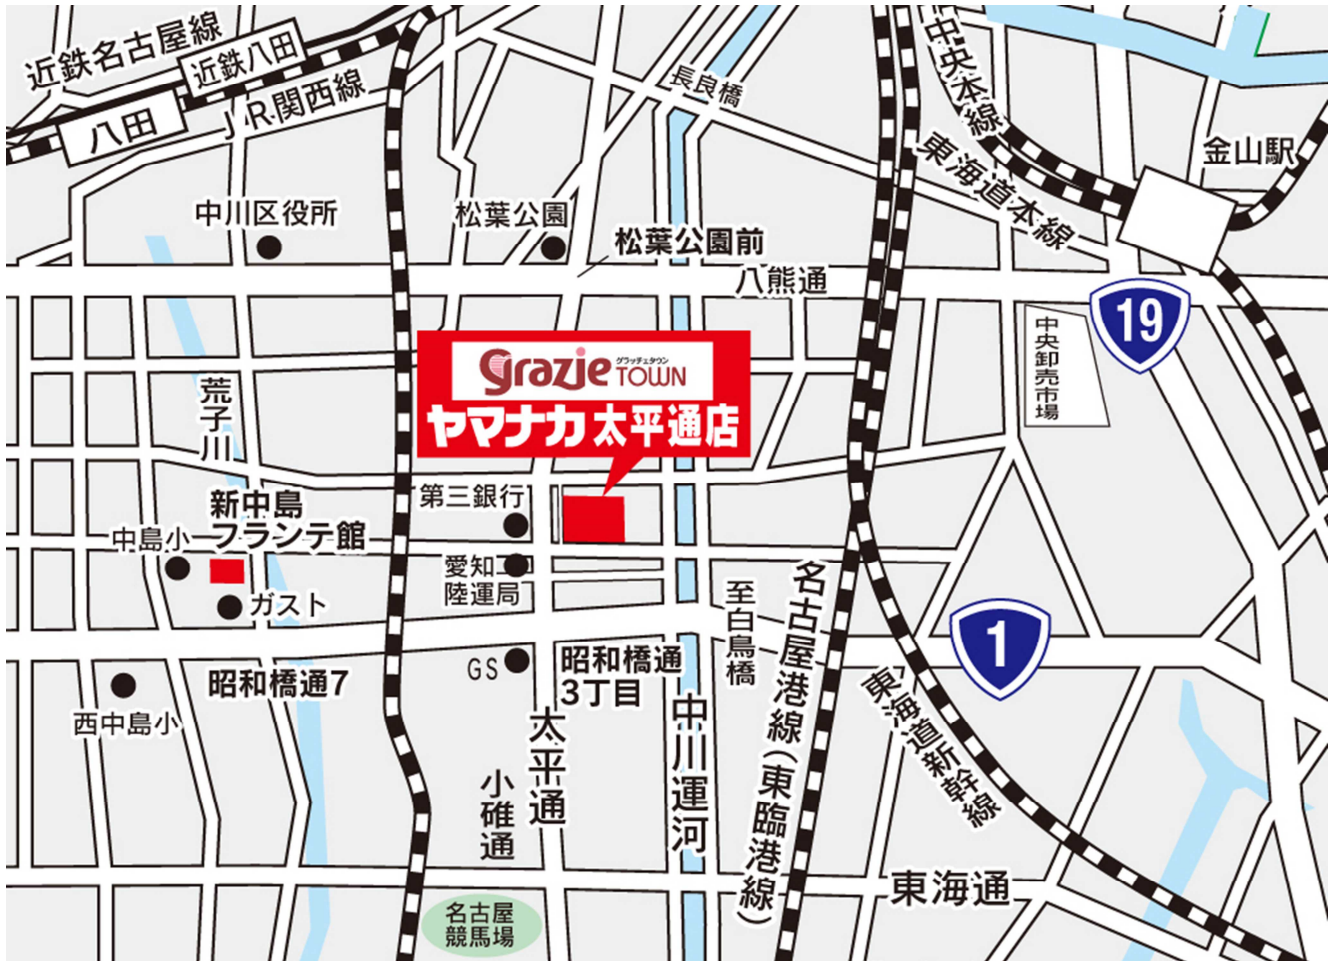 近鉄名古屋線
近鉄八田
八田
JR関西線
長良橋
中央本線
東海道本線
金山駅
中川区役所
松葉公園
松葉公園前
八熊通
19
中央卸売市場
grazie
グラッチェタウン
TOWN
ヤマナカ太平通店
荒子川
第三銀行
新中島
フランテ館
中島小
愛知
陸運局
ガスト
至白鳥橋
名古屋港線(東臨港線)
1
GS
昭和橋通
3丁目
昭和橋通7
西中島小
東海道新幹線
太平通
中川運河
小碓通
東海通
名古屋
競馬場